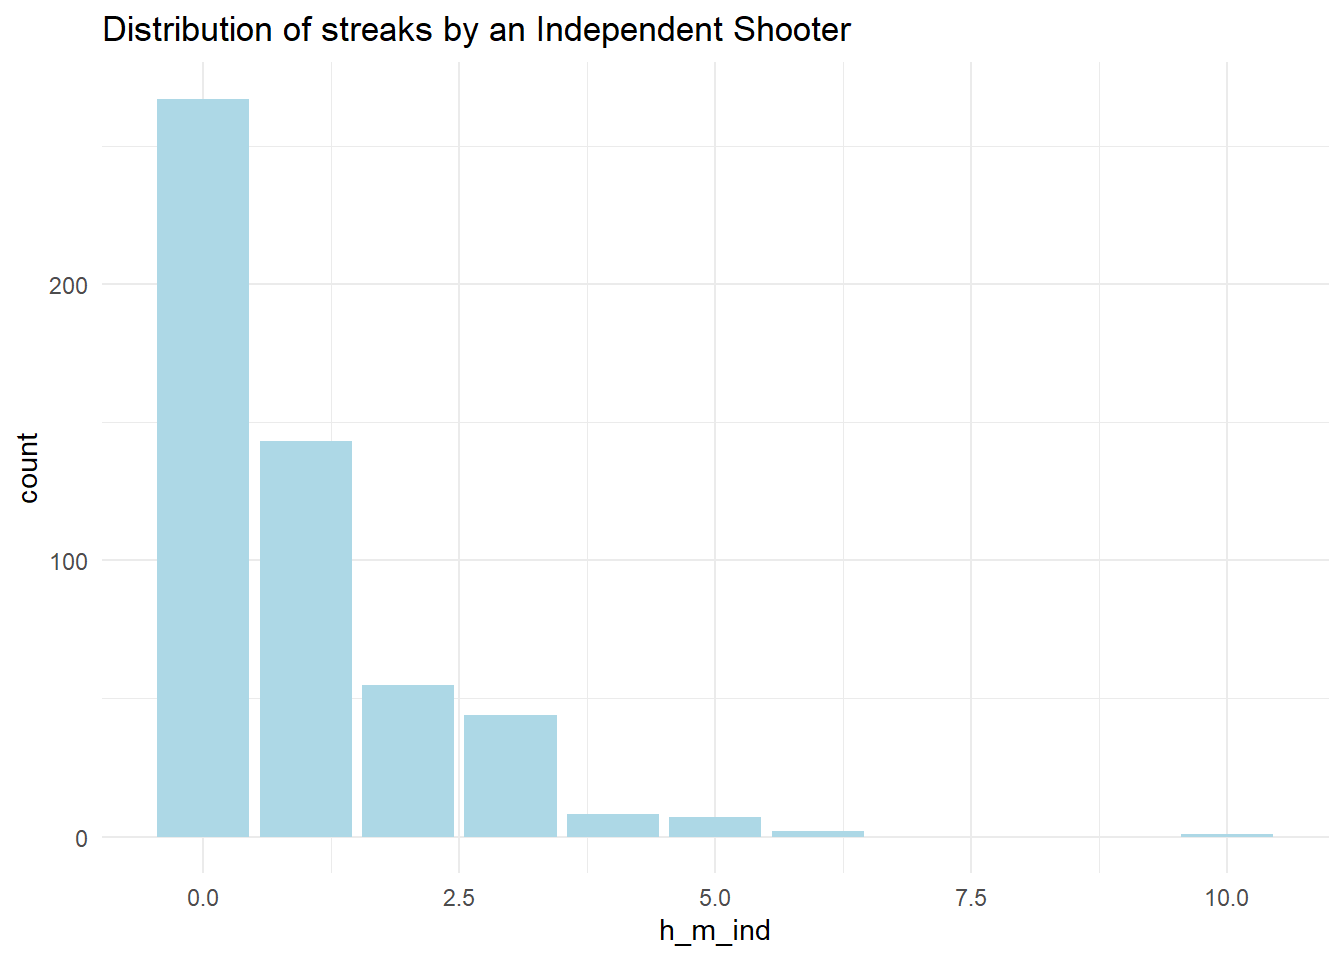 Distribution of streaks by an Independent Shooter
count
200
100
0
0.0 2.5 5.0 7.5 10.0
h_m_ind